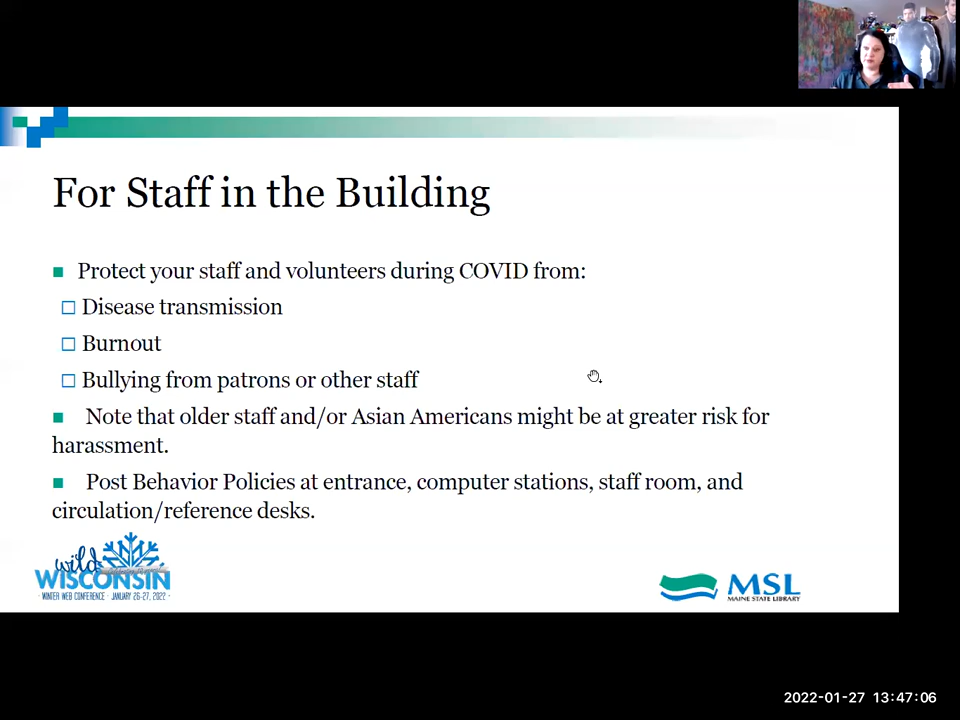 For Staff in the Building
Protect your staff and volunteers during COVID from:
Disease transmission
Burnout
Bullying from patrons or other staff
Note that older staff and/or Asian Americans might be at greater risk for
harassment.
Post Behavior Policies at entrance, computer stations, staff room, and
circulation/reference desks.
wild
WISCONSIN
WINTER WEB CONFERENCE · JANUARY 26-27, 2022
MSL
MAINE STATE LIBRARY
2022-01-27 13:47:06